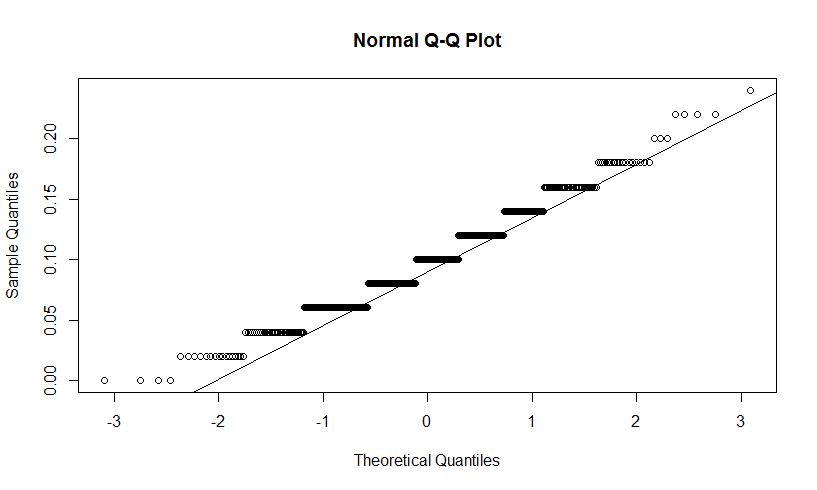 Normal Q-Q Plot
Sample Quantiles
0.20
0.15
0.10
0.05
0.00
-3 -2 -1 0 1 2 3
Theoretical Quantiles